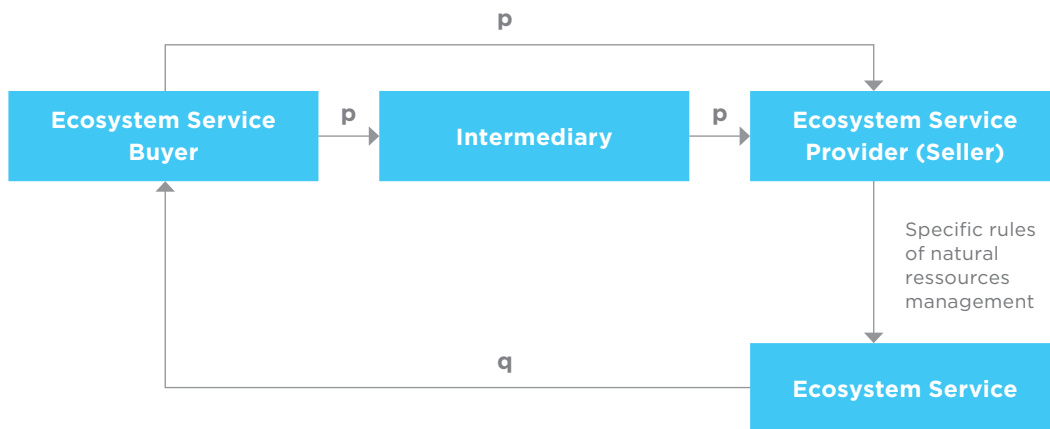 p
Ecosystem Service
Buyer
p
Intermediary
p
Ecosystem Service
Provider (Seller)
Specific rules
of natural
ressources
management
q
Ecosystem Service